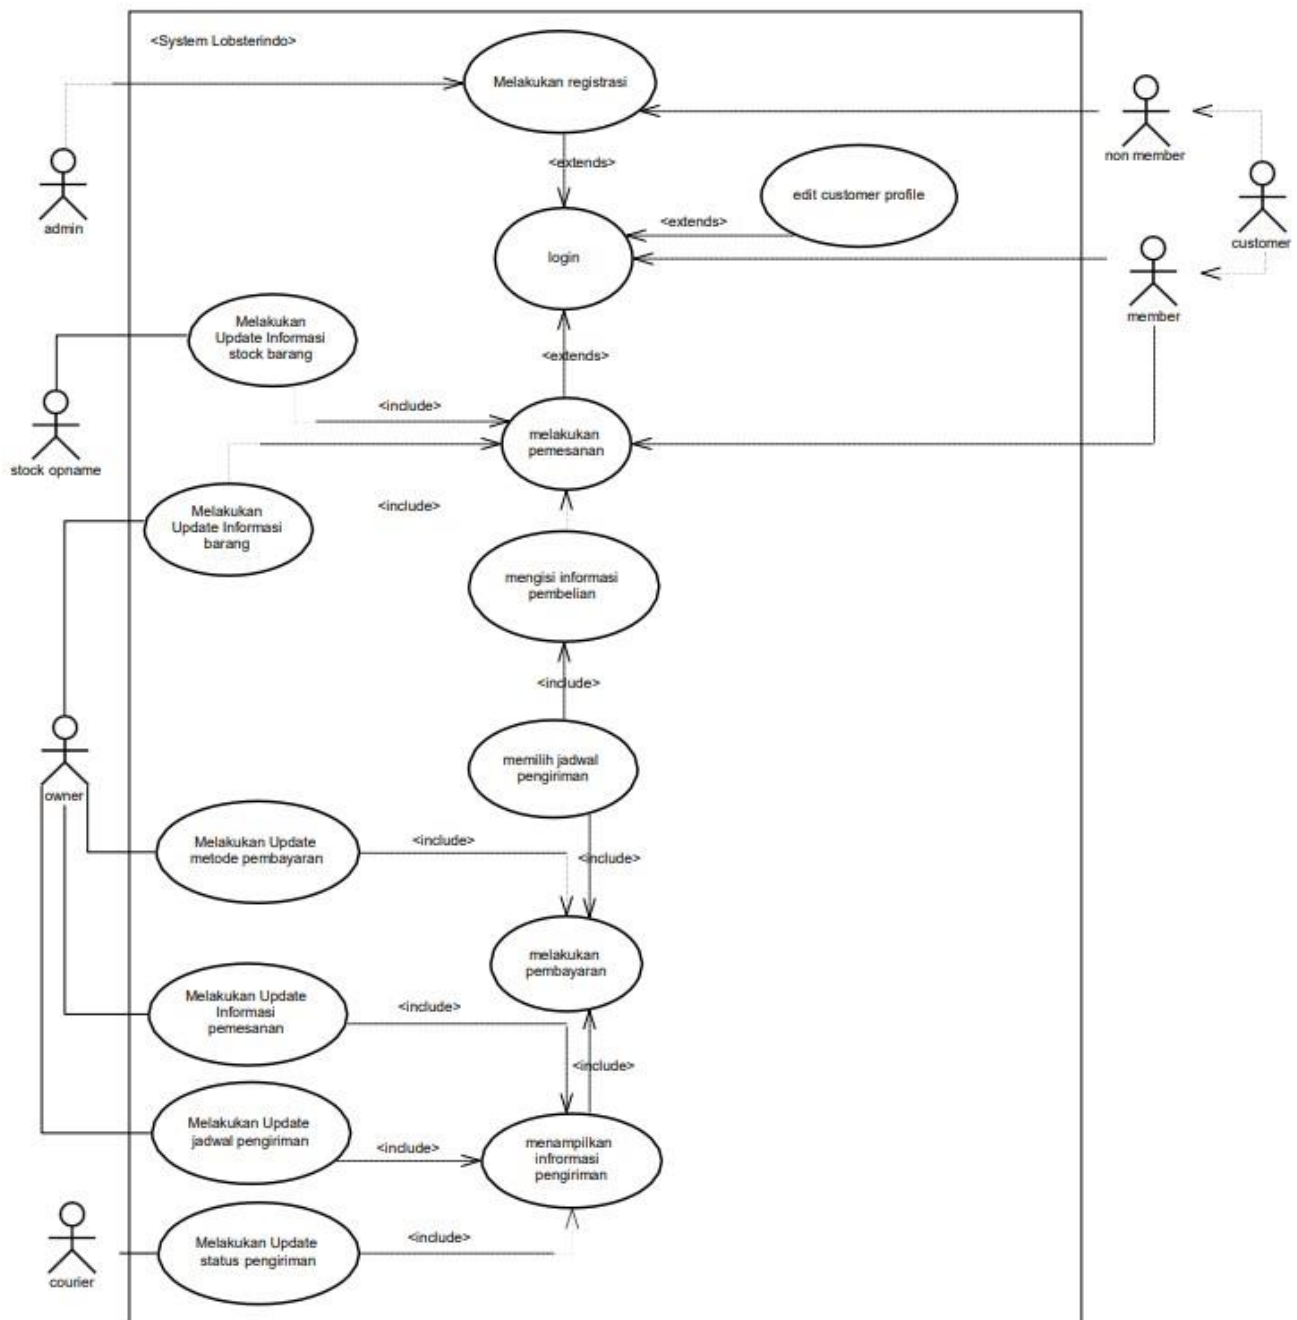 <System Lobsterindo>
Melakukan registrasi
non member
<extends>
edit customer profile
admin
<extends>
customer
login
member
Melakukan
Update Informasi
stock barang
<extends>
<include>
melakukan
pemesanan
stock opname
Melakukan
Update Informasi
barang
<include>
mengisi informasi
pembelian
<include>
memilih jadwal
pengiriman
owner
Melakukan Update
metode pembayaran
<include>
<include>
melakukan
pembayaran
Melakukan Update
Informasi
pemesanan
<include>
<include>
Melakukan Update
jadwal pengiriman
<include>
menampilkan
infrormasi
pengiriman
Melakukan Update
status pengiriman
<include>
courier